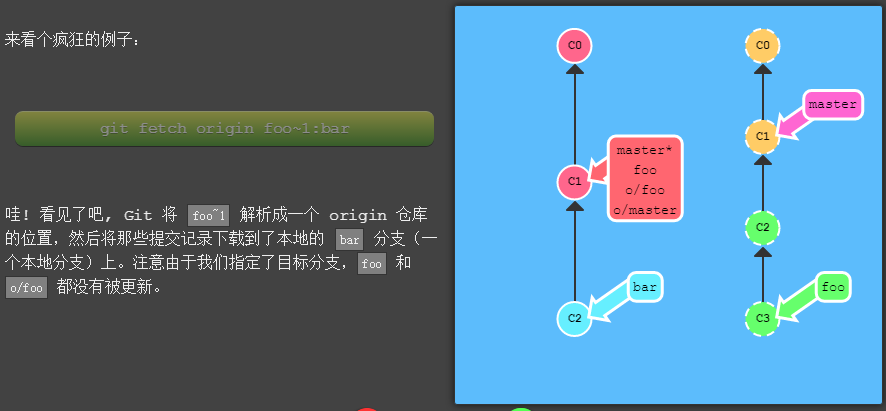 来看个疯狂的例子：
git fetch origin foo~1:bar
哇! 看见了吧, Git 将 foo~1 解析成一个 origin 仓库
的位置，然后将那些提交记录下载到了本地的 bar 分支（一
个本地分支）上。注意由于我们指定了目标分支，foo 和
o/foo 都没有被更新。
C0
C1
master*
foo
o/foo
o/master
C2
bar
C0
master
C1
C2
foo
C3